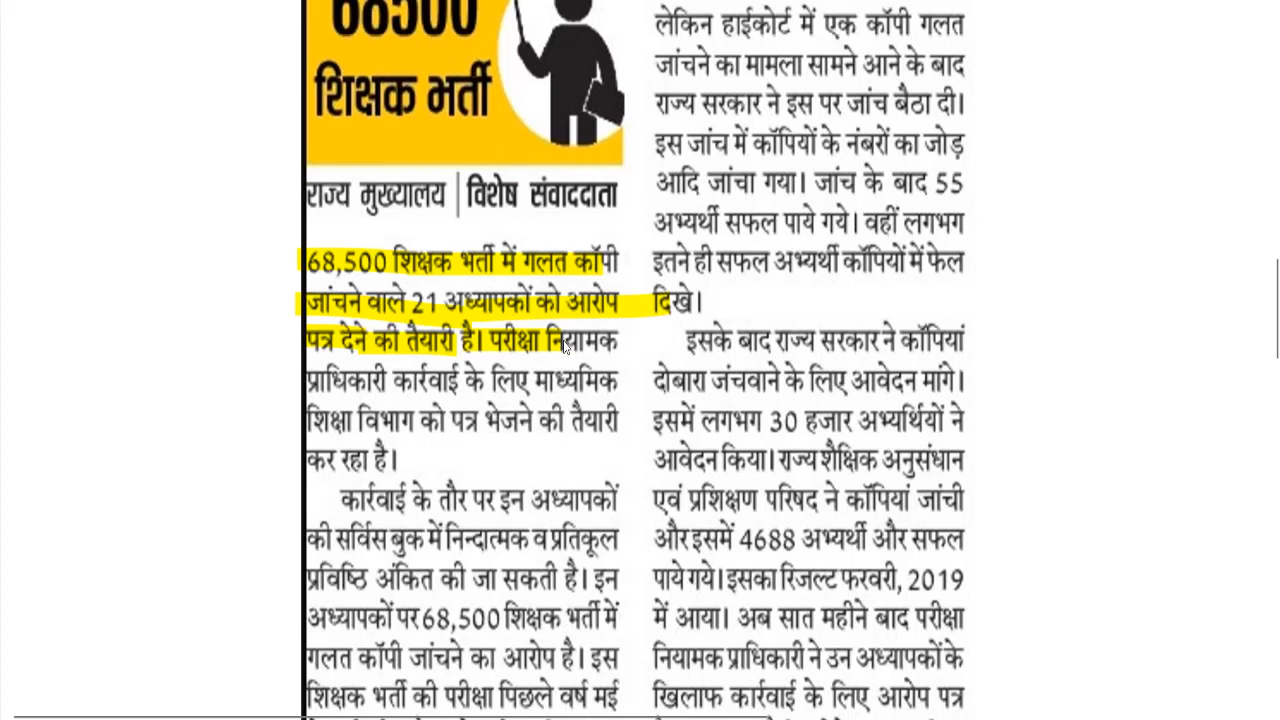 68500
शिक्षक भर्ती
राज्य मुख्यालय | विशेष संवाददाता
68,500 शिक्षक भर्ती में गलत कॉपी
जांचने वाले 21 अध्यापकों को आरोप
पत्र देने की तैयारी है। परीक्षा नियामक
प्राधिकारी कार्रवाई के लिए माध्यमिक
शिक्षा विभाग को पत्र भेजने की तैयारी
कर रहा है।
कार्रवाई के तौर पर इन अध्यापकों
की सर्विस बुक में निन्दात्मक व प्रतिकूल
प्रविष्ठि अंकित की जा सकती है। इन
अध्यापकों पर 68,500 शिक्षक भर्ती में
गलत कॉपी जांचने का आरोप है। इस
शिक्षक भर्ती की परीक्षा पिछले वर्ष मई
लेकिन हाईकोर्ट में एक कॉपी गलत
जांचने का मामला सामने आने के बाद
राज्य सरकार ने इस पर जांच बैठा दी।
इस जांच में कॉपियों के नंबरों का जोड़
आदि जांचा गया। जांच के बाद 55
अभ्यर्थी सफल पाये गये। वहीं लगभग
इतने ही सफल अभ्यर्थी कॉपियों में फेल
दिखे।
इसके बाद राज्य सरकार ने कॉपियां
दोबारा जंचवाने के लिए आवेदन मांगे।
इसमें लगभग 30 हजार अभ्यर्थियों ने
आवेदन किया। राज्य शैक्षिक अनुसंधान
एवं प्रशिक्षण परिषद ने कॉपियां जांची
और इसमें 4688 अभ्यर्थी और सफल
पाये गये। इसका रिजल्ट फरवरी, 2019
में आया। अब सात महीने बाद परीक्षा
नियामक प्राधिकारी ने उन अध्यापकों के
खिलाफ कार्रवाई के लिए आरोप पत्र